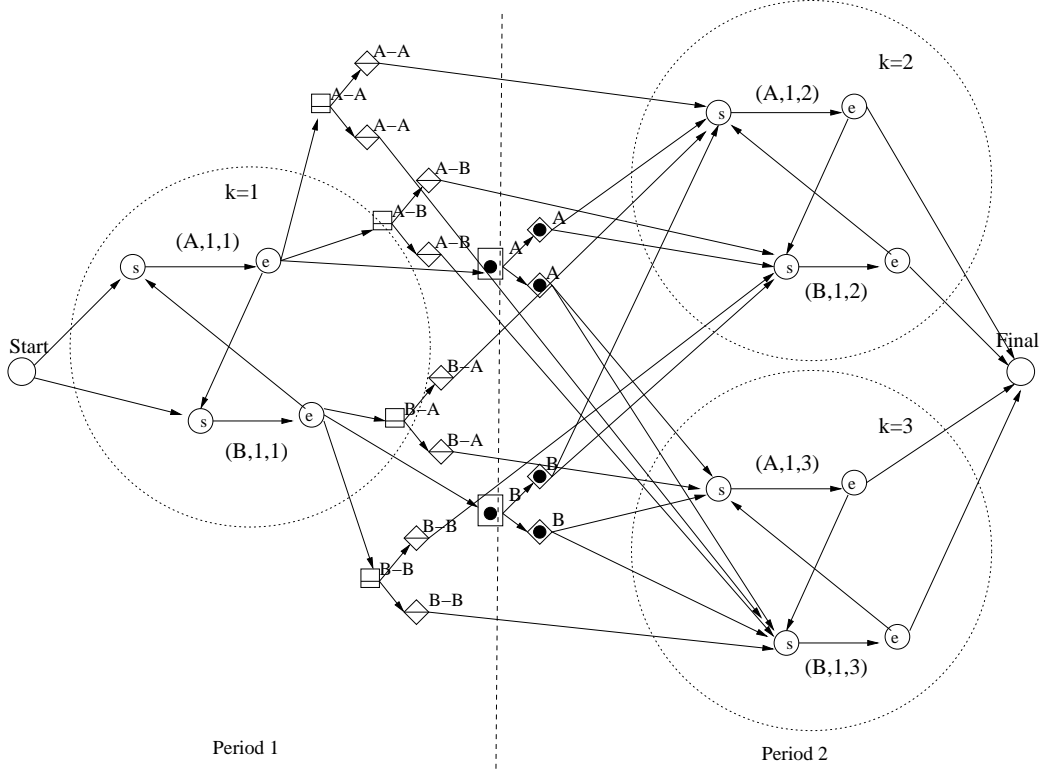 A–A
k=2
(A,1,2)
A–A
s
e
A–A
A–B
k=1
A–B
A
(A,1,1)
A–B
A
s
e
s
e
A
(B,1,2)
Start
Final
B–A
B–A
s
e
(B,1,1)
B–A
k=3
(A,1,3)
B
s
e
B
B
B–B
B–B
B–B
s
e
(B,1,3)
Period 1
Period 2